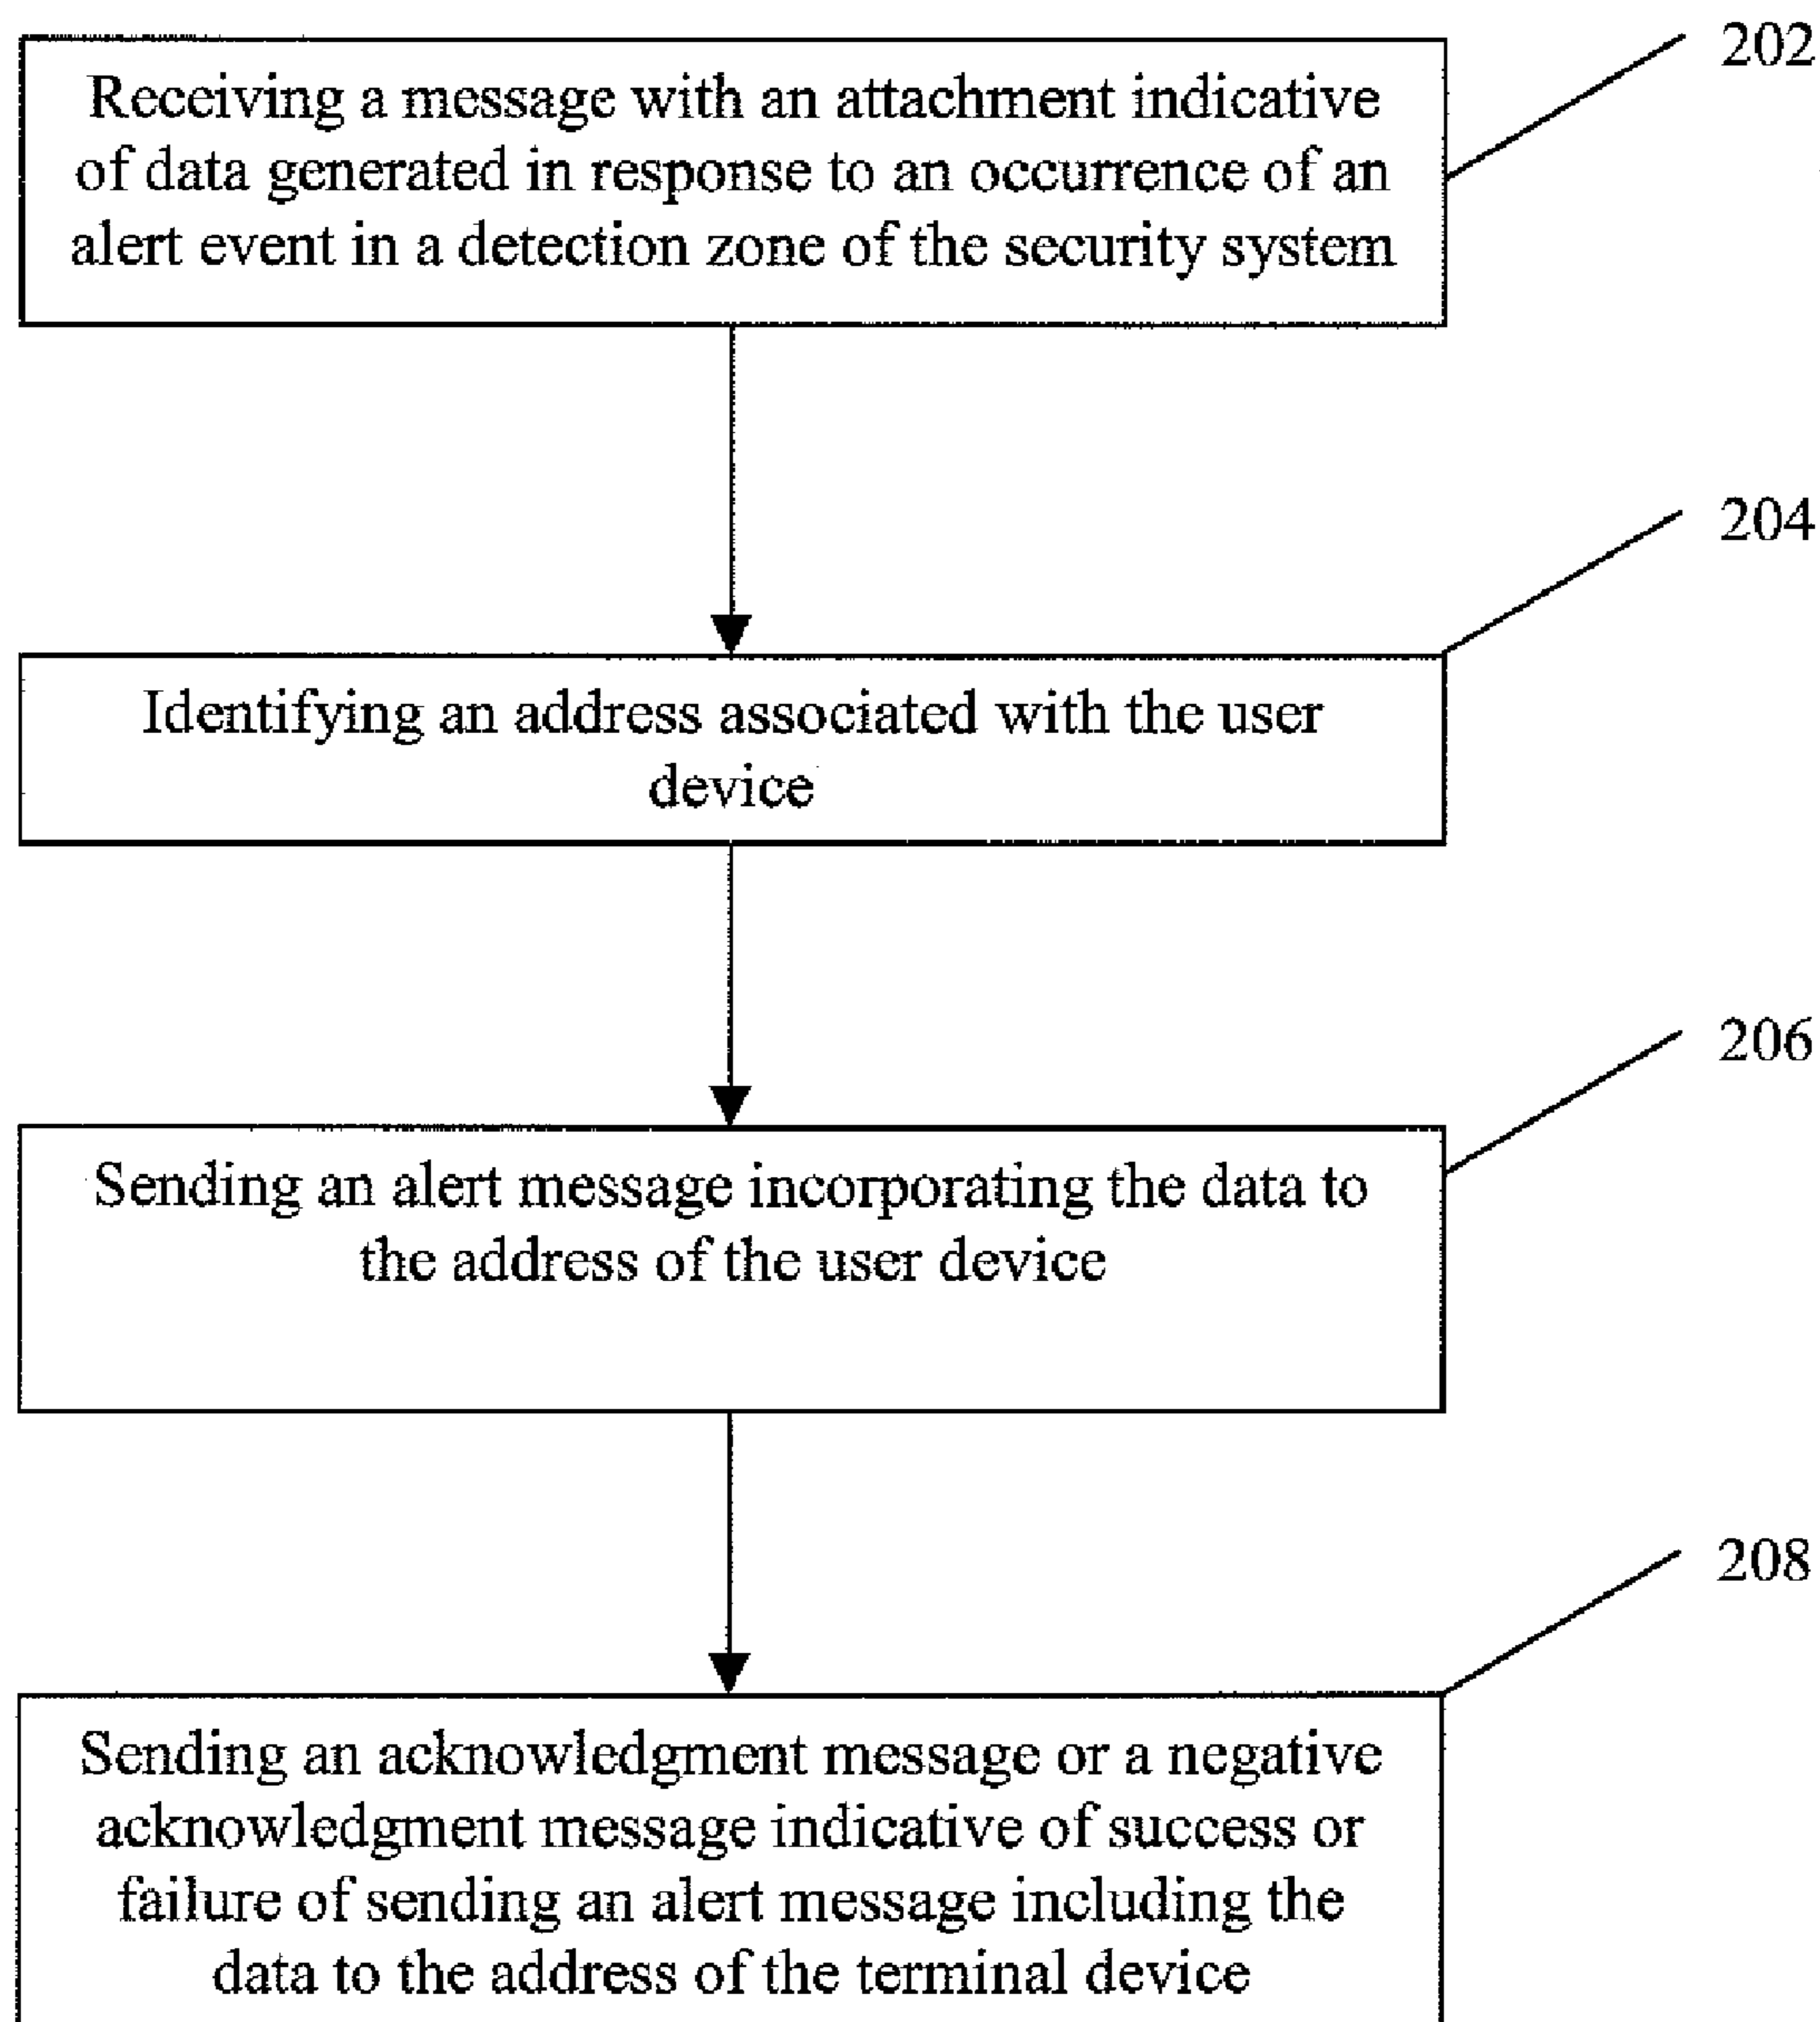 202
Receiving a message with an attachment indicative
of data generated in response to an occurrence of an
alert event in a detection zone of the security system
204
Identifying an address associated with the user
device
206
Sending an alert message incorporating the data to
the address of the user device
208
Sending an acknowledgment message or a negative
acknowledgment message indicative of success or
failure of sending an alert message including the
data to the address of the terminal device